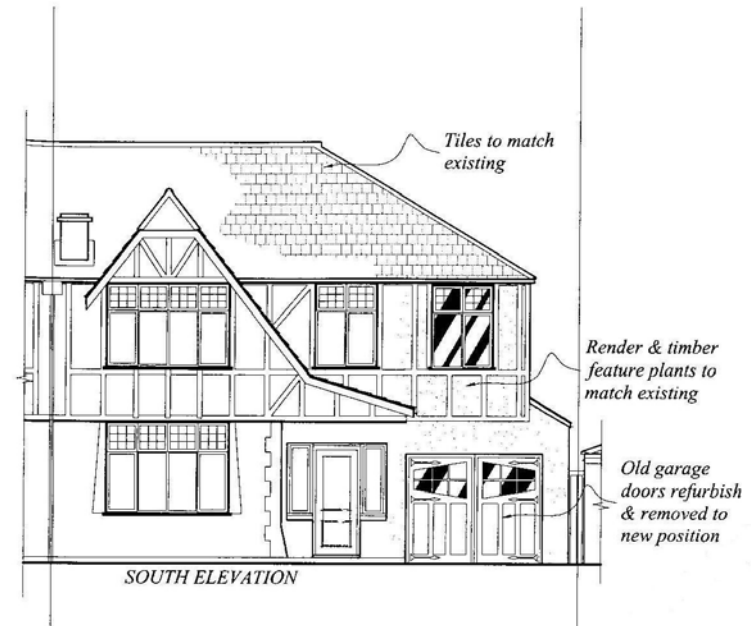 Tiles to match
existing
Render & timber
feature plants to
match existing
Old garage
doors refurbish
& removed to
new position
SOUTH ELEVATION